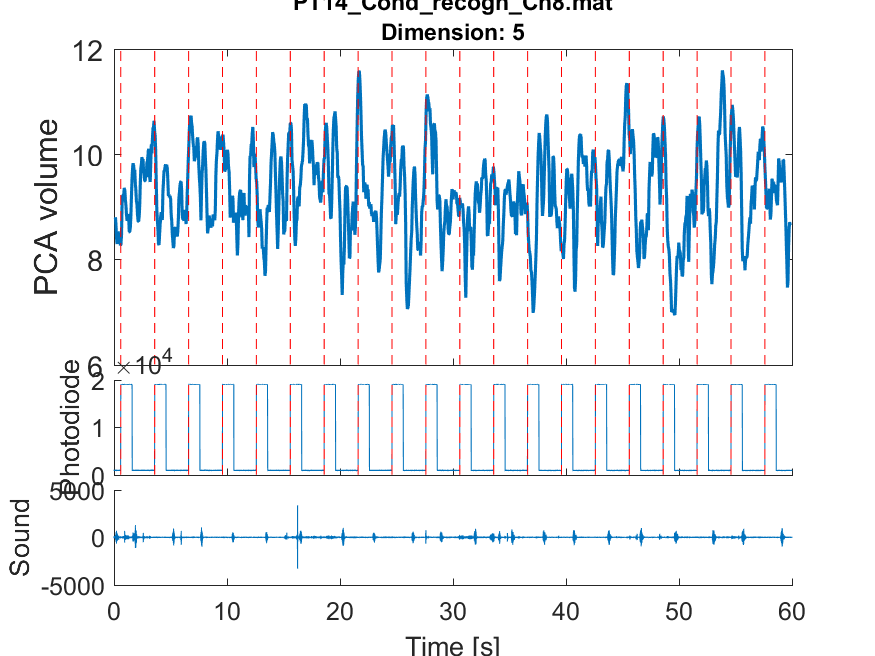 PT14_Cond_recogn_Ch8.mat
Dimension: 5
12
10
8
6
PCA volume
×10^4
2
1
0
Photodiode
5000
0
-5000
Sound
0 10 20 30 40 50 60
Time [s]